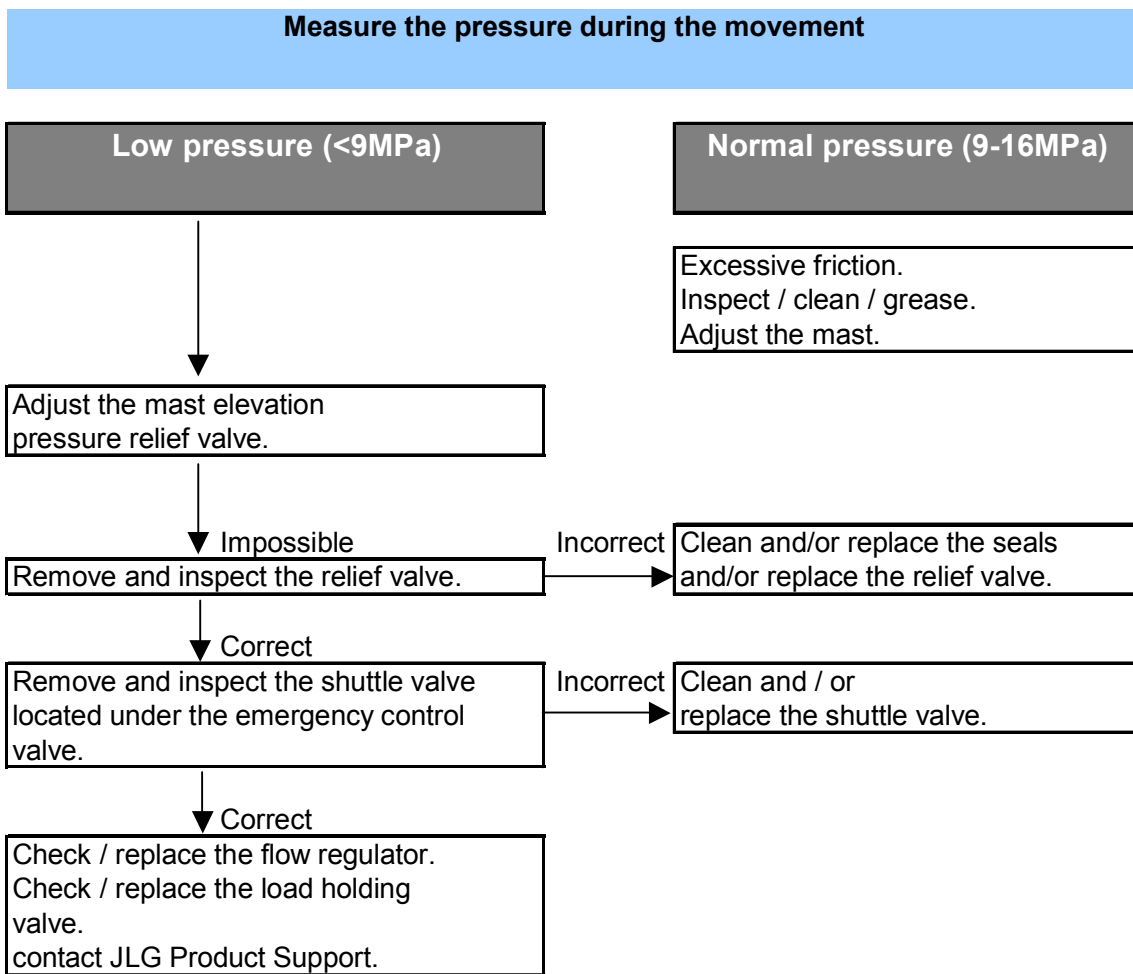 Measure the pressure during the movement
Low pressure (<9MPa)
Normal pressure (9-16MPa)
Excessive friction.
Inspect / clean / grease.
Adjust the mast.
Adjust the mast elevation
pressure relief valve.
Impossible
Remove and inspect the relief valve.
Incorrect
Clean and/or replace the seals
and/or replace the relief valve.
Correct
Remove and inspect the shuttle valve
located under the emergency control
valve.
Incorrect
Clean and / or
replace the shuttle valve.
Correct
Check / replace the flow regulator.
Check / replace the load holding
valve.
contact JLG Product Support.